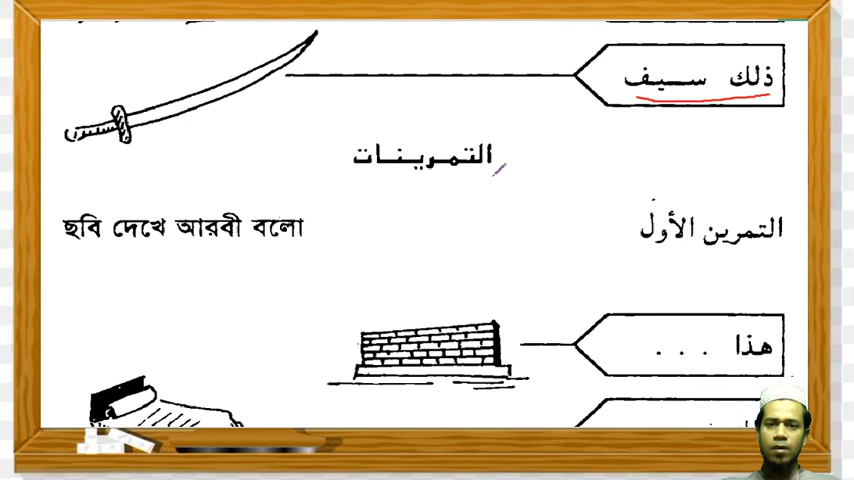 ذلك سيف
التمرينات
التمرين الأول
ছবি দেখে আরবী বলো
هذا . . .